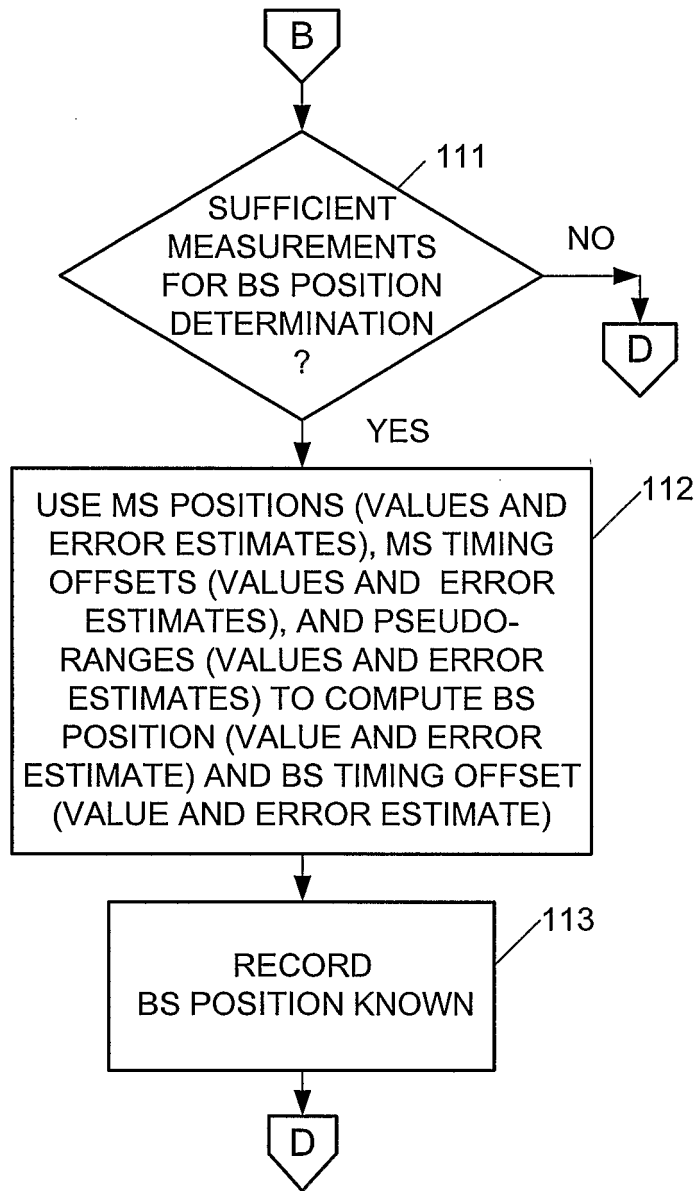 B
111
SUFFICIENT
MEASUREMENTS
FOR BS POSITION
DETERMINATION
?
NO
D
YES
112
USE MS POSITIONS (VALUES AND
ERROR ESTIMATES), MS TIMING
OFFSETS (VALUES AND ERROR
ESTIMATES), AND PSEUDO-
RANGES (VALUES AND ERROR
ESTIMATES) TO COMPUTE BS
POSITION (VALUE AND ERROR
ESTIMATE) AND BS TIMING OFFSET
(VALUE AND ERROR ESTIMATE)
113
RECORD
BS POSITION KNOWN
D